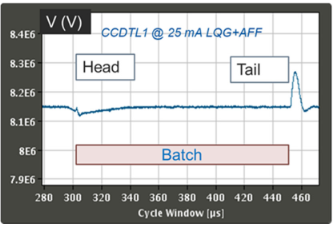 V (V)
CCDTL1 @ 25 mA LQG+AFF
8.4E6
8.3E6
8.2E6
8.1E6
8E6
7.9E6
Head
Tail
Batch
280 300 320 340 360 380 400 420 440 460
Cycle Window [µs]